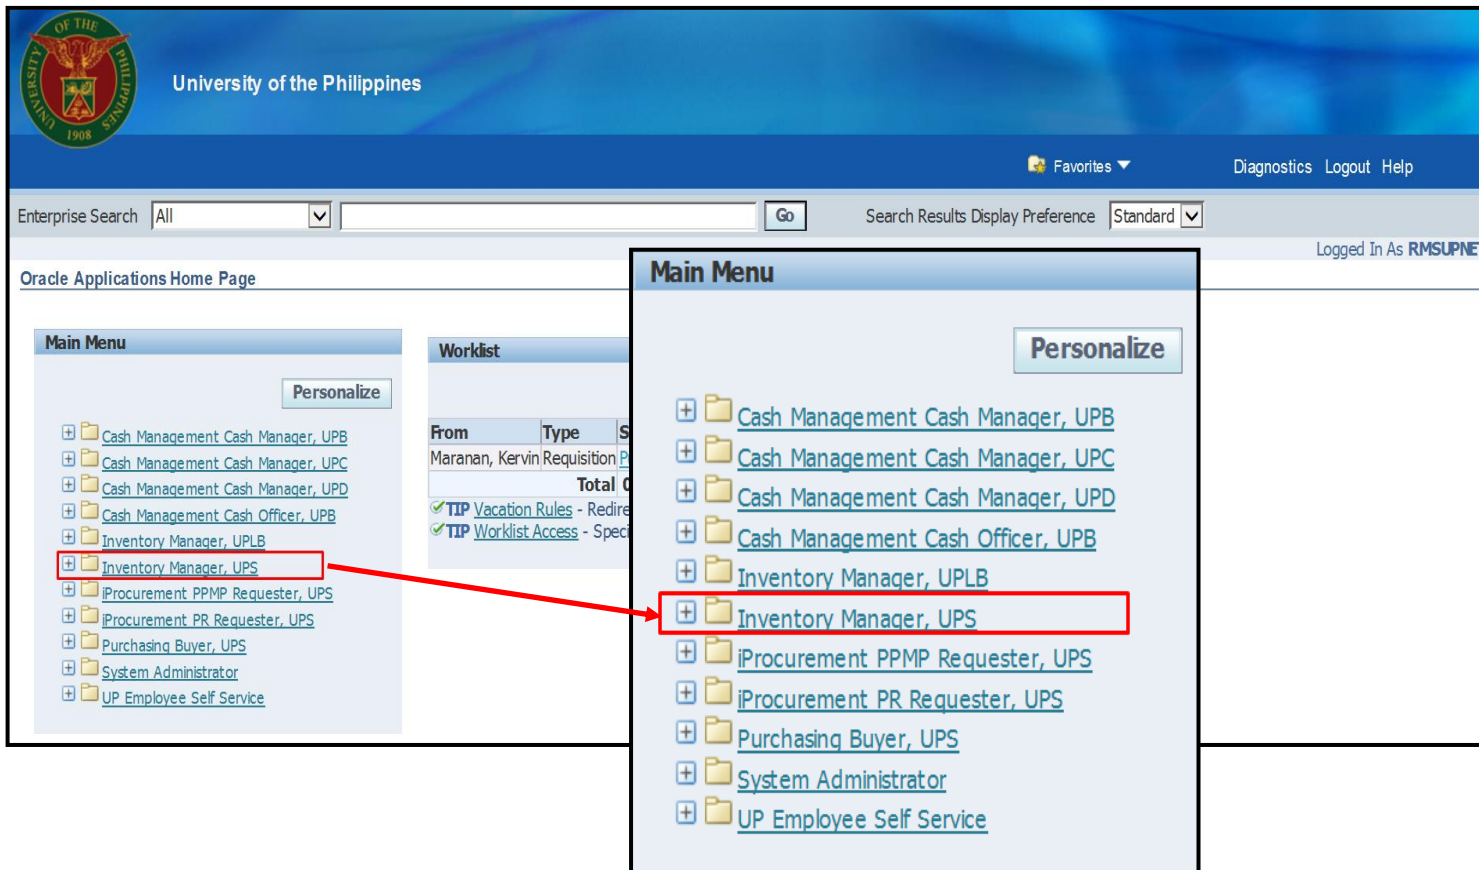 OF THE
UNIVERSITY
PHILIPPINES
1908
University of the Philippines
Favorites
Diagnostics Logout Help
Enterprise Search All Go Search Results Display Preference Standard
Logged In As RMSUPNE
Oracle Applications Home Page
Main Menu
Personalize
Cash Management Cash Manager, UPB
Cash Management Cash Manager, UPC
Cash Management Cash Manager, UPD
Cash Management Cash Officer, UPB
Inventory Manager, UPLB
Inventory Manager, UPS
iProcurement PPMP Requester, UPS
iProcurement PR Requester, UPS
Purchasing Buyer, UPS
System Administrator
UP Employee Self Service
Worklist
From Type S
Maranan, Kervin Requisition P
Total 0
TIP Vacation Rules - Redire
TIP Worklist Access - Speci
Main Menu
Personalize
Cash Management Cash Manager, UPB
Cash Management Cash Manager, UPC
Cash Management Cash Manager, UPD
Cash Management Cash Officer, UPB
Inventory Manager, UPLB
Inventory Manager, UPS
iProcurement PPMP Requester, UPS
iProcurement PR Requester, UPS
Purchasing Buyer, UPS
System Administrator
UP Employee Self Service